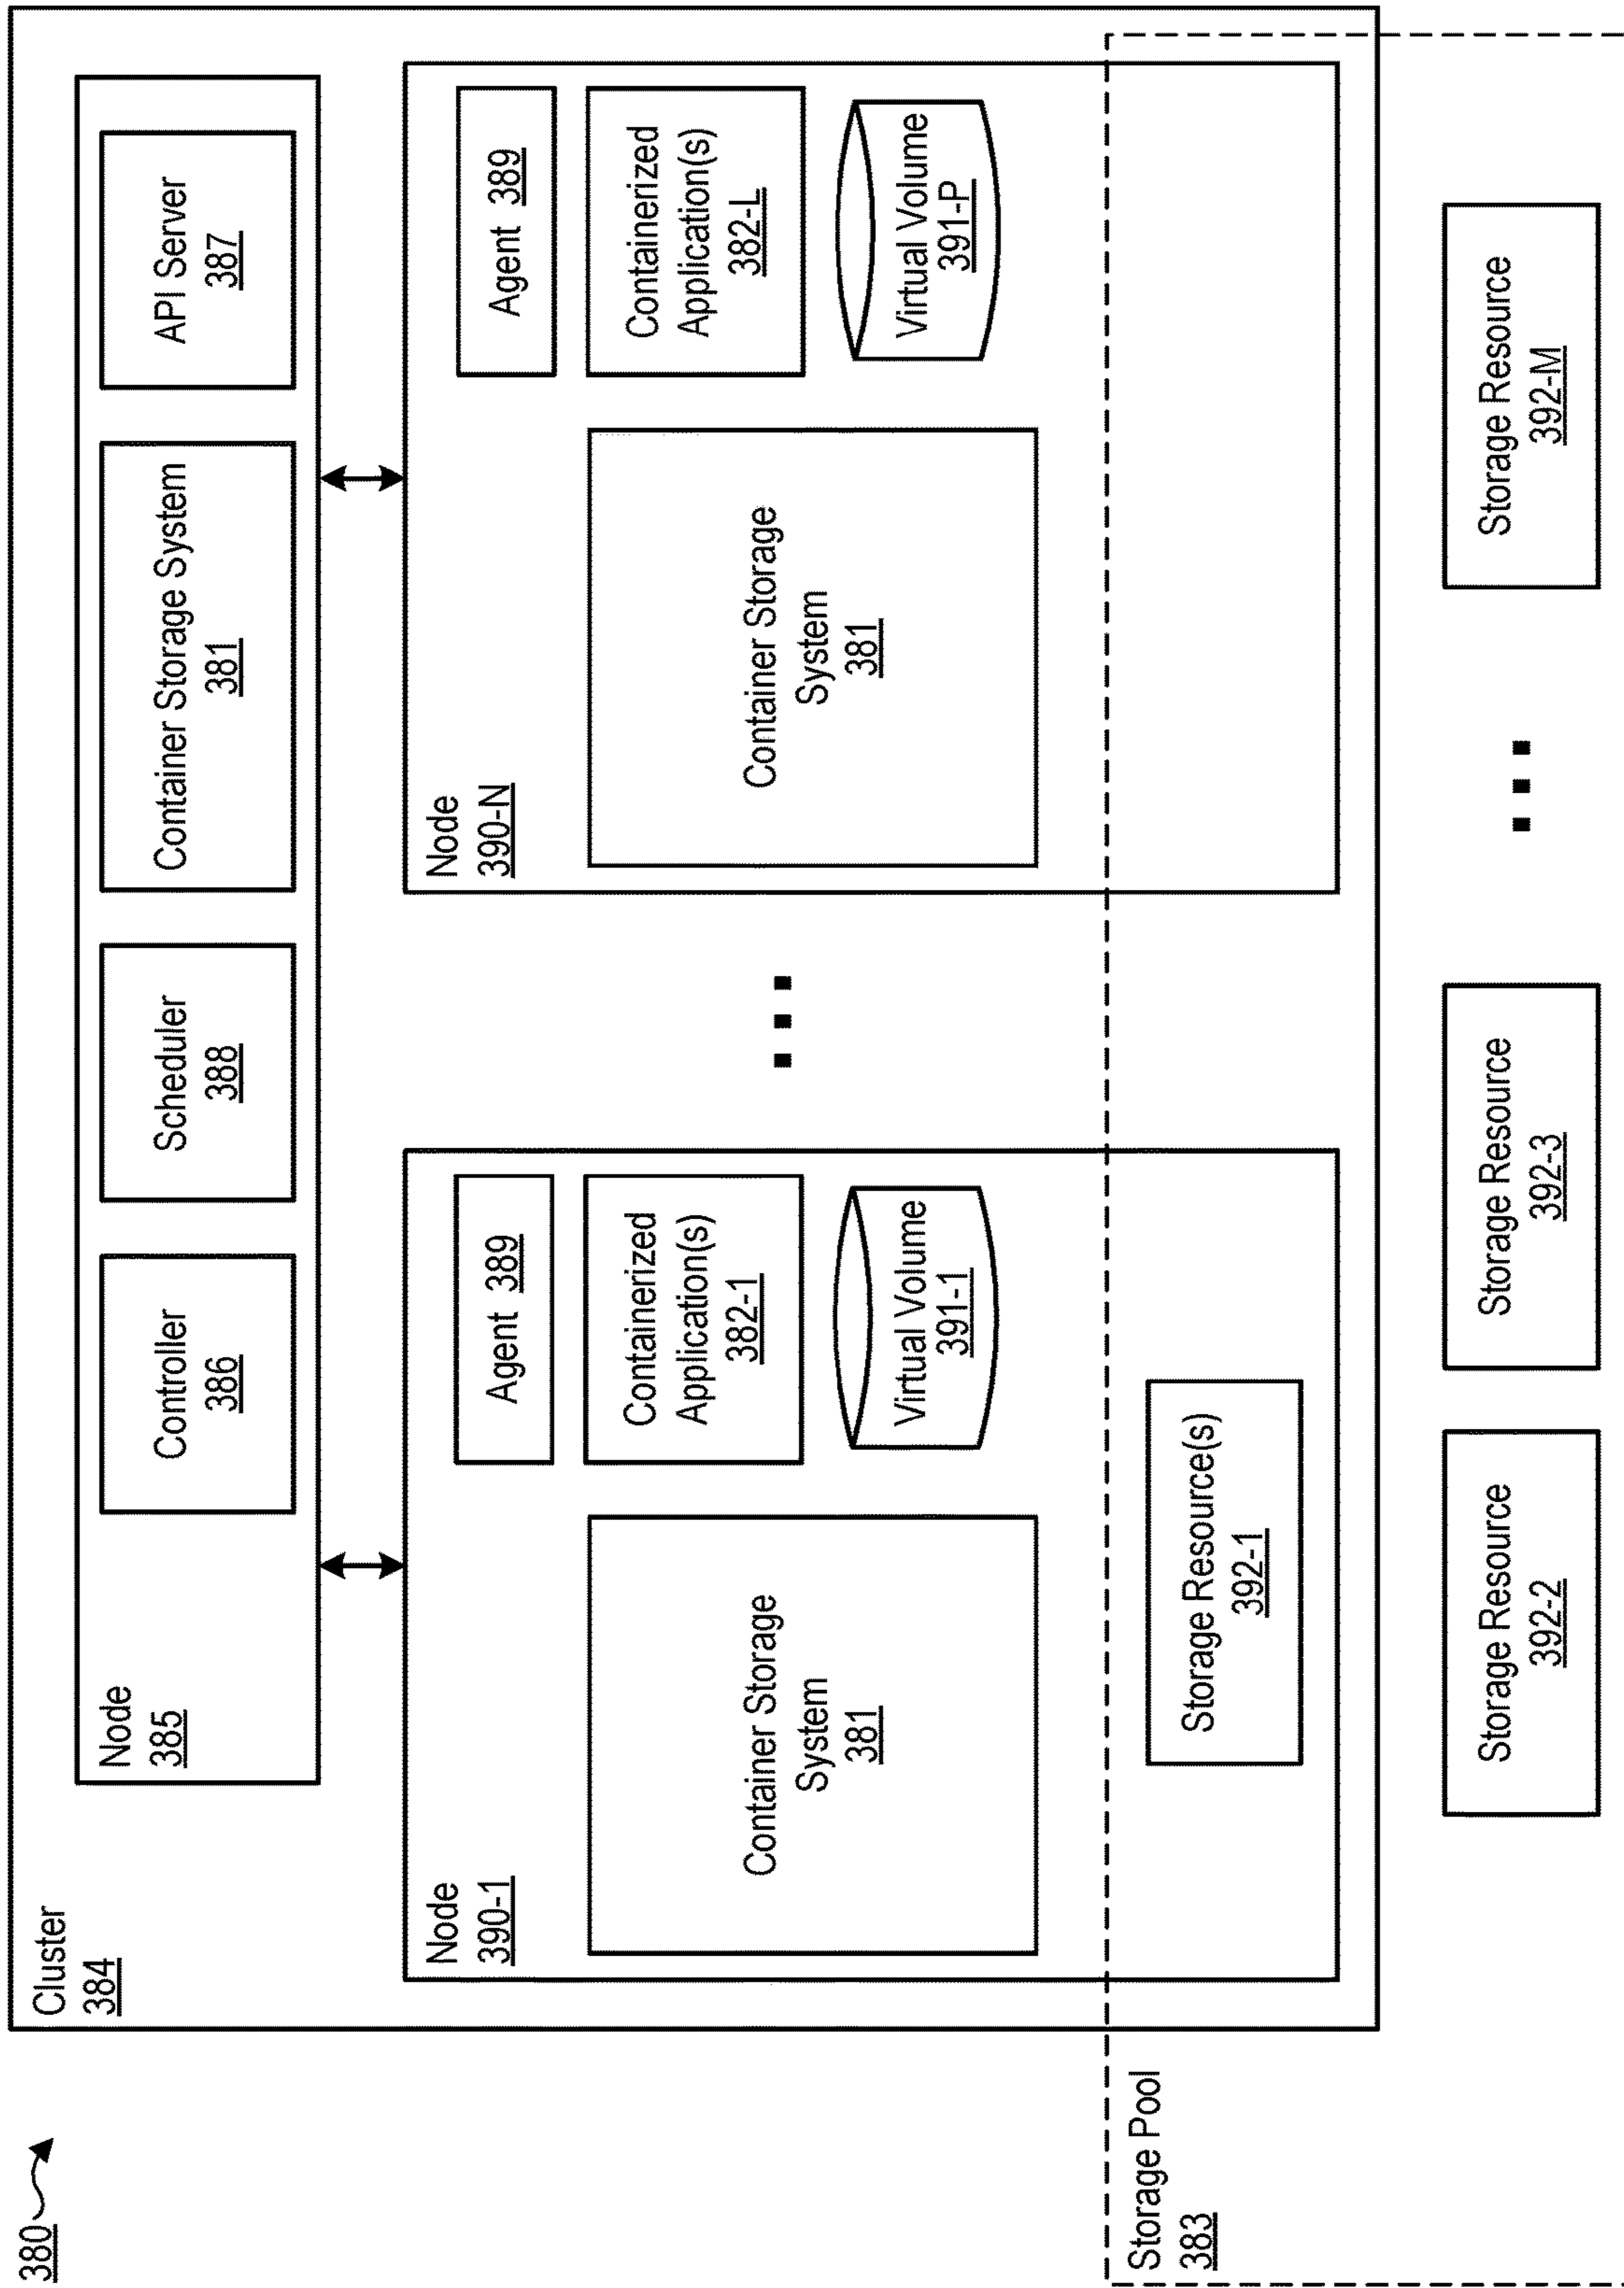 380
Cluster
384
Node
385
Controller
386
Scheduler
388
Container Storage System
381
API Server
387
Node
390-1
Container Storage
System
381
Agent 389
Containerized
Application(s)
382-1
Virtual Volume
391-1
Node
390-N
Container Storage
System
381
Agent 389
Containerized
Application(s)
382-L
Virtual Volume
391-P
Storage Pool
383
Storage Resource(s)
392-1
Storage Resource
392-2
Storage Resource
392-3
Storage Resource
392-M